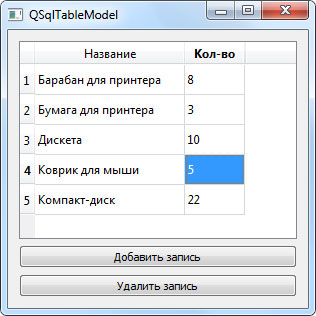 QSqlTableModel
Название Кол-во
1 Барабан для принтера 8
2 Бумага для принтера 3
3 Дискета 10
4 Коврик для мыши 5
5 Компакт-диск 22
Добавить запись
Удалить запись